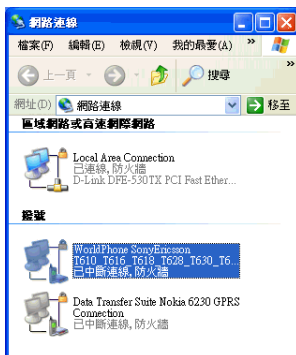 網路連線
檔案(F) 編輯(E) 檢視(V) 我的最愛(A) »
上一頁 搜尋 »
網址(D) 網路連線 移至
區域網路或高速網際網路
Local Area Connection
已連線, 防火牆
D-Link DFE-530TX PCI Fast Ether...
撥號
WorldPhone SonyEricsson
T610_T616_T618_T628_T630_T6...
已中斷連線, 防火牆
Data Transfer Suite Nokia 6230 GPRS
Connection
已中斷連線, 防火牆